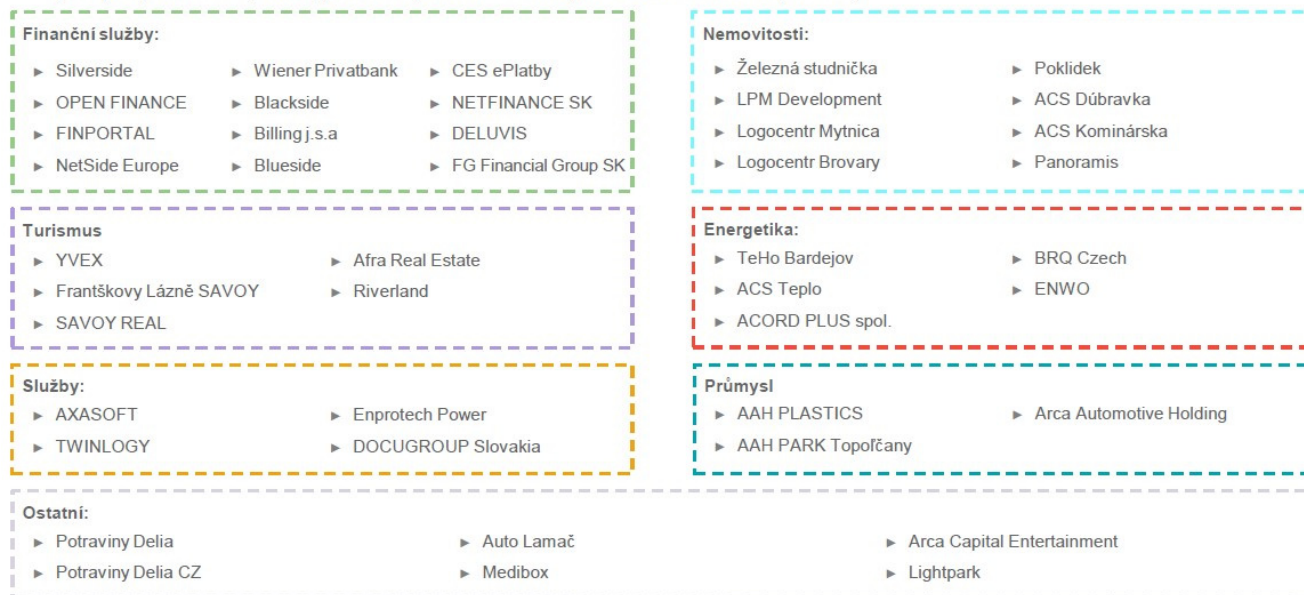 Finanční služby:
► Silverside
► OPEN FINANCE
► FINPORTAL
► NetSide Europe
► Wiener Privatbank
► Blackside
► Billing j.s.a
► Blueside
► CES ePlatby
► NETFINANCE SK
► DELUVIS
► FG Financial Group SK
Nemovitosti:
► Železná studnička
► LPM Development
► Logocentr Mytnica
► Logocentr Brovary
► Poklidek
► ACS Dúbravka
► ACS Kominárska
► Panoramis
Turismus
► YVEX
► Frantškovy Lázně SAVOY
► SAVOY REAL
► Afra Real Estate
► Riverland
Energetika:
► TeHo Bardejov
► ACS Teplo
► ACORD PLUS spol.
► BRQ Czech
► ENWO
Služby:
► AXASOFT
► TWINLOGY
► Enprotech Power
► DOCUGROUP Slovakia
Průmysl
► AAH PLASTICS
► AAH PARK Topoľčany
► Arca Automotive Holding
Ostatní:
► Potraviny Delia
► Potraviny Delia CZ
► Auto Lamač
► Medibox
► Arca Capital Entertainment
► Lightpark